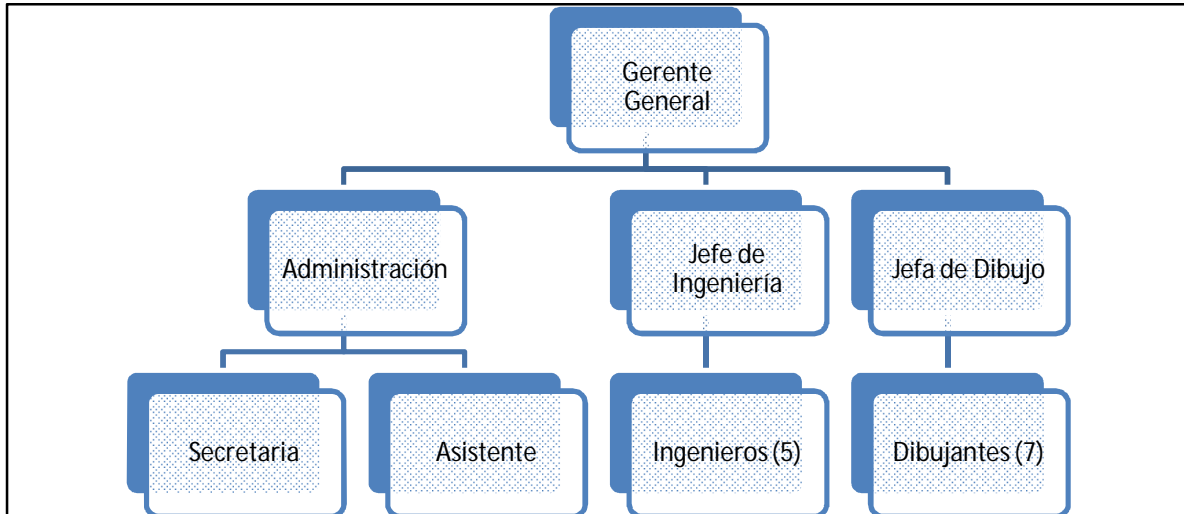 Gerente
General
Administración
Jefe de
Ingeniería
Jefa de Dibujo
Secretaria
Asistente
Ingenieros (5)
Dibujantes (7)